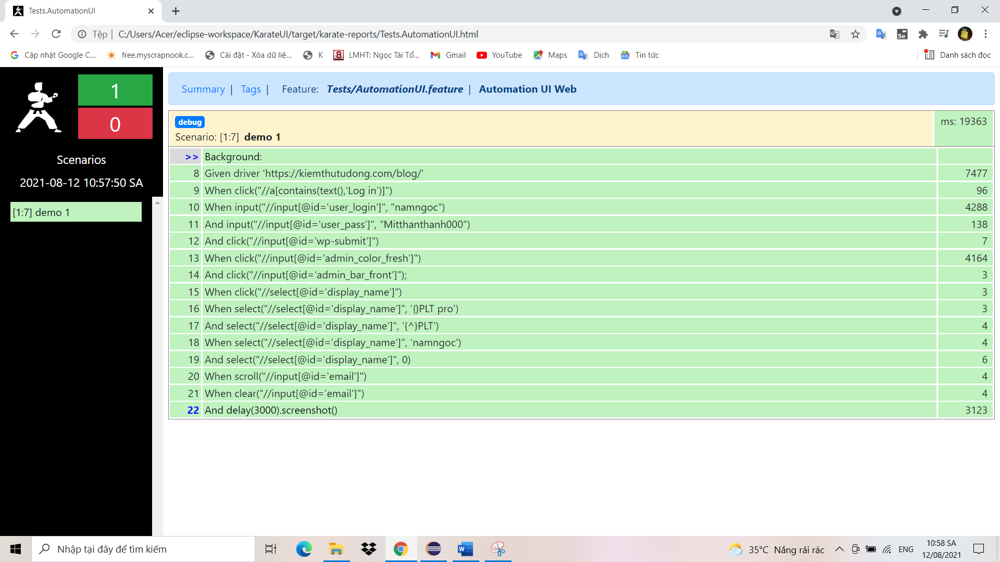 Tests.AutomationUI
Tệp | C:/Users/Acer/eclipse-workspace/KarateUI/target/karate-reports/Tests.AutomationUI.html
Cập nhật Google C... free.myscrapnook.c... Cài đặt - Xóa dữ liệ... K LMHT: Ngọc Tái Tổ... Gmail YouTube Maps Dịch Tin tức Danh sách đọc
1
0
Scenarios
2021-08-12 10:57:50 SA
[1:7] demo 1
Summary | Tags | Feature: Tests/AutomationUI.feature | Automation UI Web
debug
Scenario: [1:7] demo 1
ms: 19363
>> Background:
8 Given driver 'https://kiemthutudong.com/blog/' 7477
9 When click("//a[contains(text(),'Log in')]") 96
10 When input("//input[@id='user_login']", "namngoc") 4288
11 And input("//input[@id='user_pass']", "Mitthanthanh000") 138
12 And click("//input[@id='wp-submit']") 7
13 When click("//input[@id='admin_color_fresh']") 4164
14 And click("//input[@id='admin_bar_front']"); 3
15 When click("//select[@id='display_name']") 3
16 When select("//select[@id='display_name']", '{}PLT pro') 3
17 And select("//select[@id='display_name']", '{^}PLT') 4
18 When select("//select[@id='display_name']", 'namngoc') 4
19 And select("//select[@id='display_name']", 0) 6
20 When scroll("//input[@id='email']") 4
21 When clear("//input[@id='email']") 4
22 And delay(3000).screenshot() 3123
Nhập tại đây để tìm kiếm
35°C Nắng rải rác
ENG
10:58 SA
12/08/2021